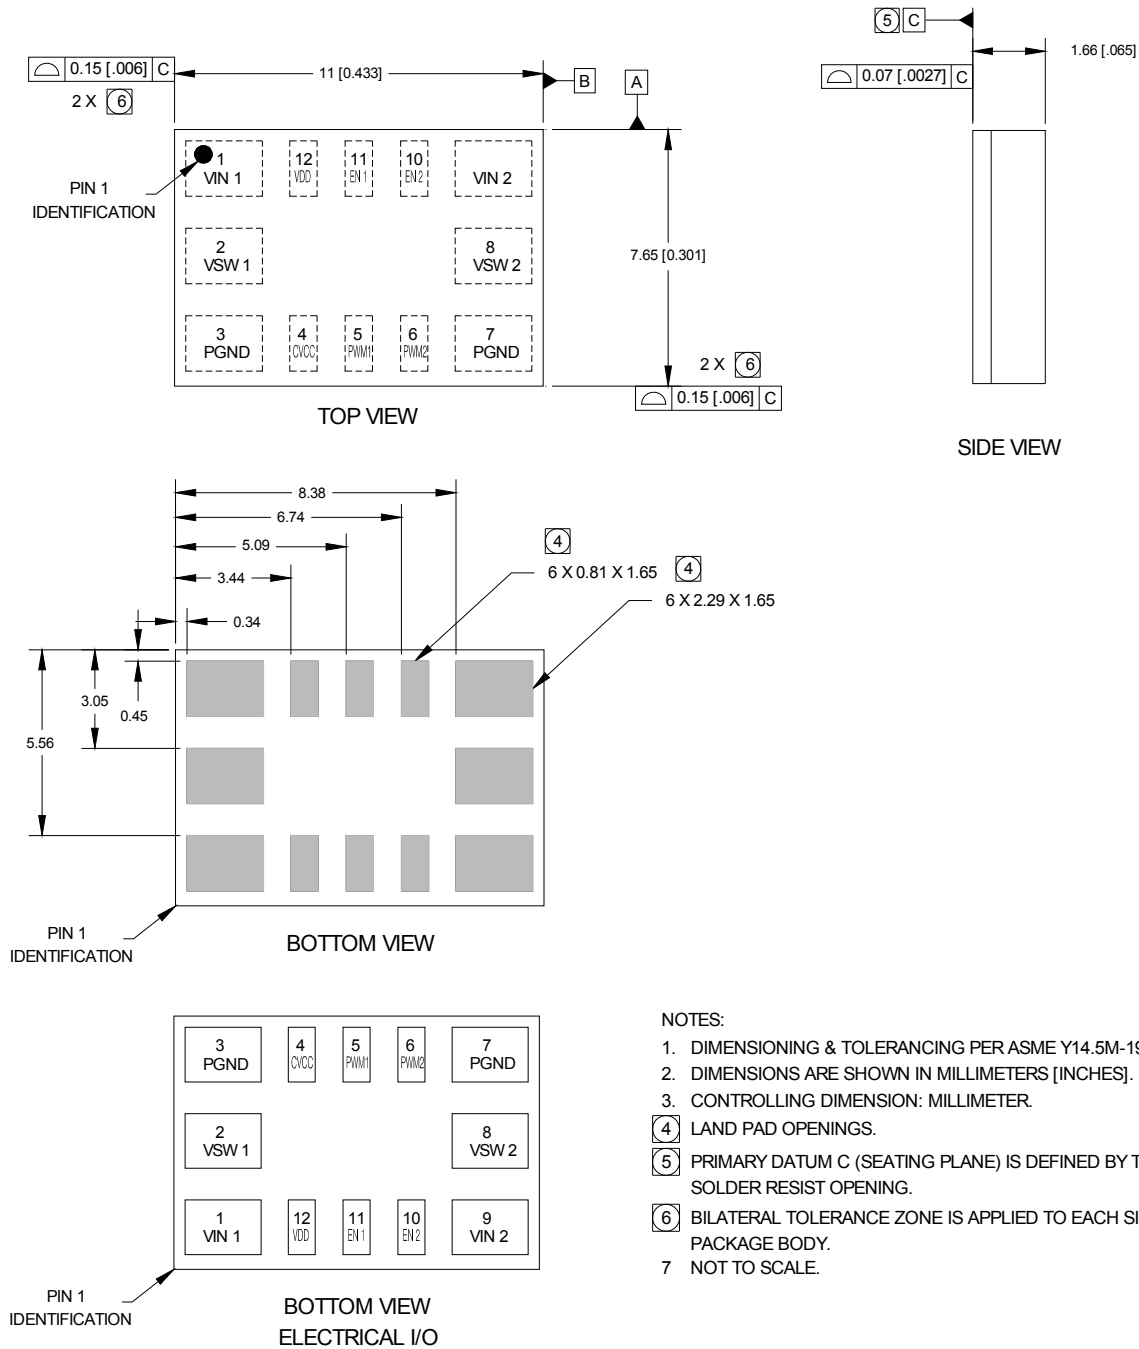 5 C
1.66 [.065]
0.15 [.006] C
11 [0.433]
B
A
0.07 [.0027] C
2 X 6
1
VIN 1
12
VDD
11
EN 1
10
EN 2
VIN 2
PIN 1
IDENTIFICATION
2
VSW 1
8
VSW 2
7.65 [0.301]
3
PGND
4
CVCC
5
PWM1
6
PWM2
7
PGND
2 X 6
0.15 [.006] C
TOP VIEW
SIDE VIEW
8.38
6.74
5.09
3.44
0.34
4
6 X 0.81 X 1.65 4
6 X 2.29 X 1.65
3.05
0.45
5.56
PIN 1
IDENTIFICATION
BOTTOM VIEW
3
PGND
4
CVCC
5
PWM1
6
PWM2
7
PGND
2
VSW 1
8
VSW 2
1
VIN 1
12
VDD
11
EN 1
10
EN 2
9
VIN 2
PIN 1
IDENTIFICATION
BOTTOM VIEW
ELECTRICAL I/O
NOTES:
1. DIMENSIONING & TOLERANCING PER ASME
2. DIMENSIONS ARE SHOWN IN MILLIMETERS [INCHES].
3. CONTROLLING DIMENSION: MILLIMETER.
4 LAND PAD OPENINGS.
5 PRIMARY DATUM C (SEATING PLANE) IS DEFINED BY
SOLDER RESIST OPENING.
6 BILATERAL TOLERANCE ZONE IS APPLIED TO EACH
PACKAGE BODY.
7 NOT TO SCALE.